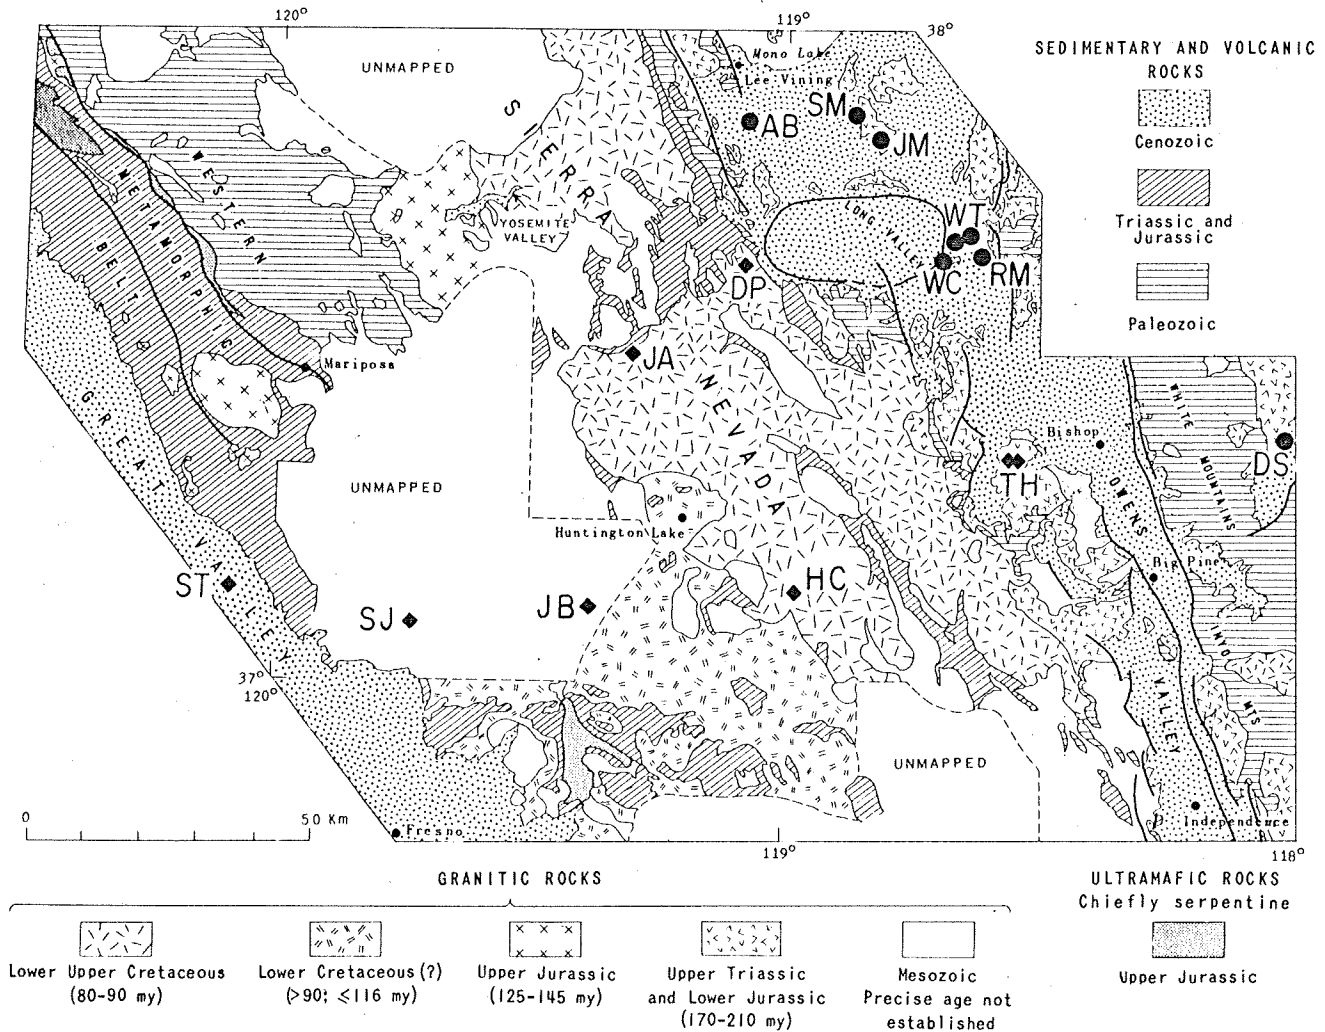 120°
119°
38°
UNMAPPED
Mono Lake
Lee Vining
SIERRA
SM
AB
JM
WESTERN
METAMORPHIC
BELT
YOSEMITE
VALLEY
LONG VALLEY
WT
WC
RM
DP
JA
NEVADA
Mariposa
GREAT VALLEY
UNMAPPED
Bishop
WHITE
MOUNTAINS
DS
TH
OWENS
VALLEY
Huntington Lake
Big Pine
INYO
MTS
ST
SJ
JB
HC
37°
120°
UNMAPPED
0
50 Km
Fresno
Independence
119°
118°
SEDIMENTARY AND VOLCANIC
ROCKS
Cenozoic
Triassic and
Jurassic
Paleozoic
GRANITIC ROCKS
Lower Upper Cretaceous
(80-90 my)
Lower Cretaceous (?)
(>90; ≤116 my)
Upper Jurassic
(125-145 my)
Upper Triassic
and Lower Jurassic
(170-210 my)
Mesozoic
Precise age not
established
ULTRAMAFIC ROCKS
Chiefly serpentine
Upper Jurassic